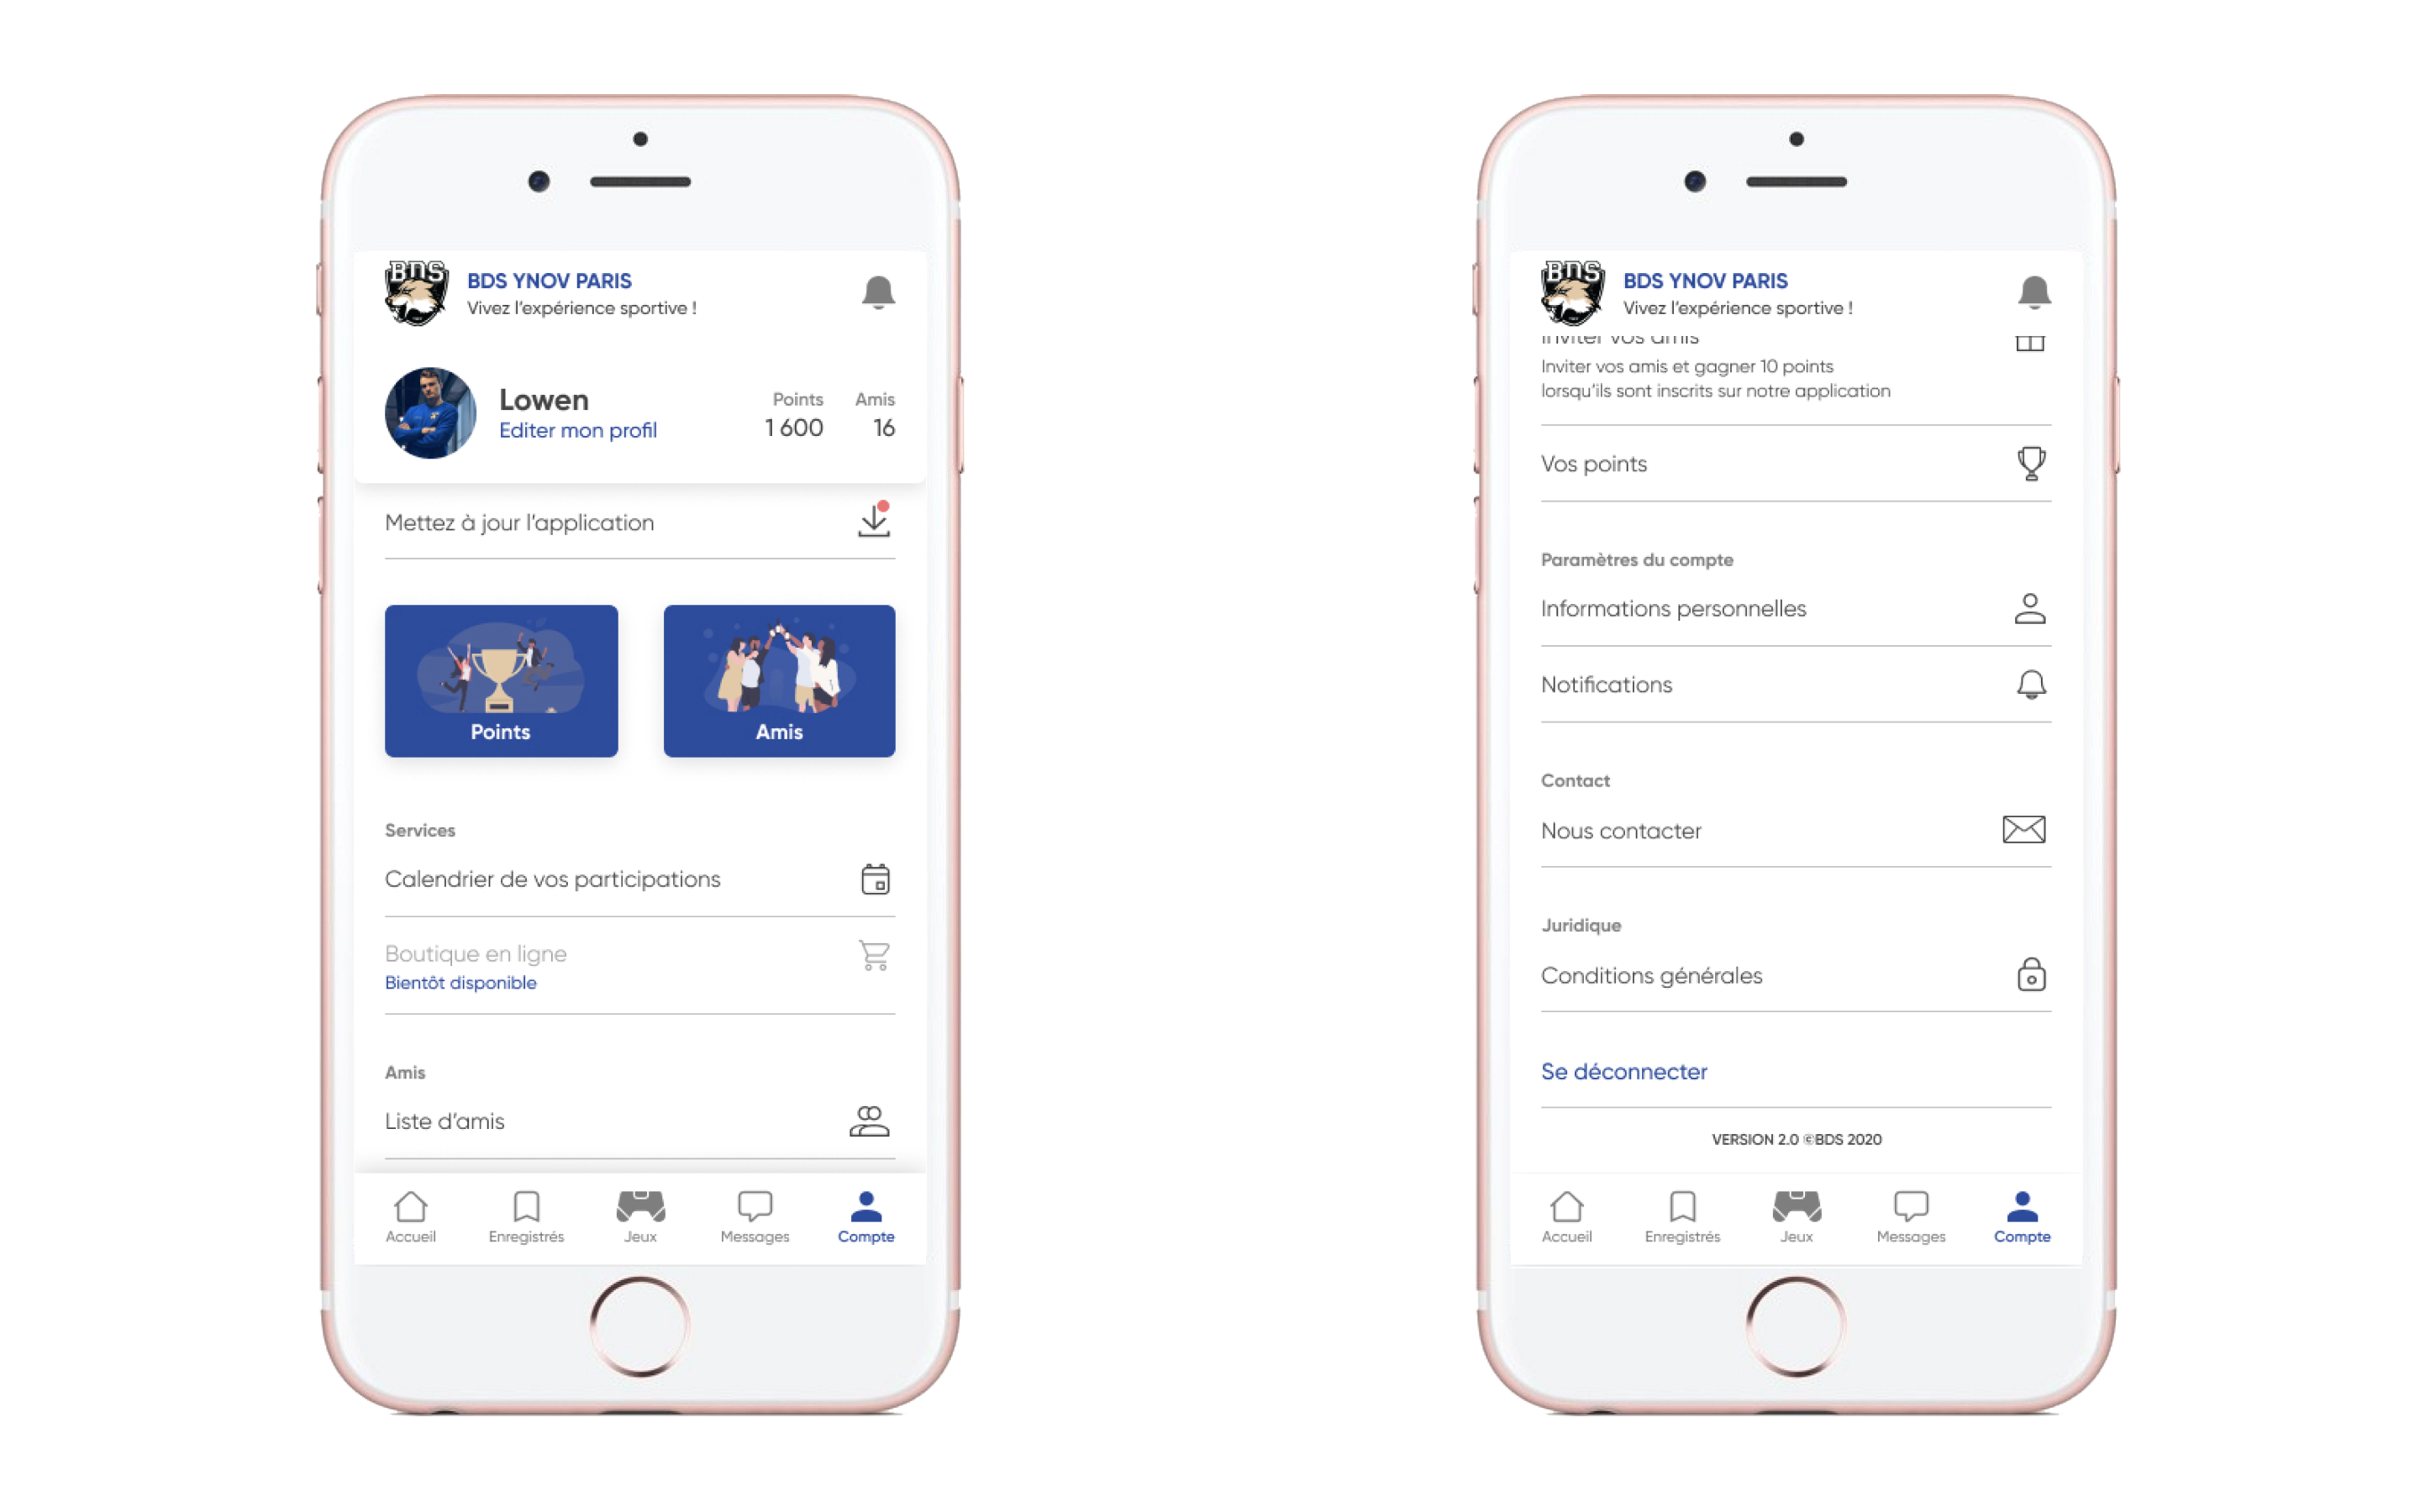 BDS
BDS YNOV PARIS
Vivez l'expérience sportive !
Lowen
Editer mon profil
Points
1 600
Amis
16
Mettez à jour l'application
Points
Amis
Services
Calendrier de vos participations
Boutique en ligne
Bientôt disponible
Amis
Liste d'amis
Accueil
Enregistrés
Jeux
Messages
Compte
BDS
BDS YNOV PARIS
Vivez l'expérience sportive !
Inviter vos amis
Inviter vos amis et gagner 10 points
lorsqu'ils sont inscrits sur notre application
Vos points
Paramètres du compte
Informations personnelles
Notifications
Contact
Nous contacter
Juridique
Conditions générales
Se déconnecter
VERSION 2.0 ©BDS 2020
Accueil
Enregistrés
Jeux
Messages
Compte